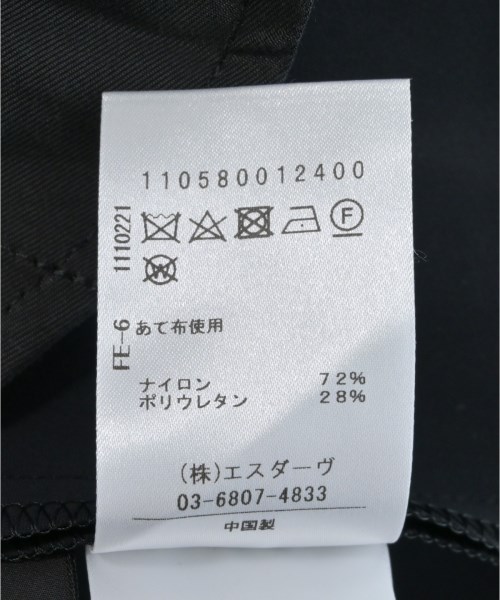 110580012400
1110221
F
W
FE-6
あて布使用
ナイロン 72%
ポリウレタン 28%
(株)エスダーヴ
03-6807-4833
中国製